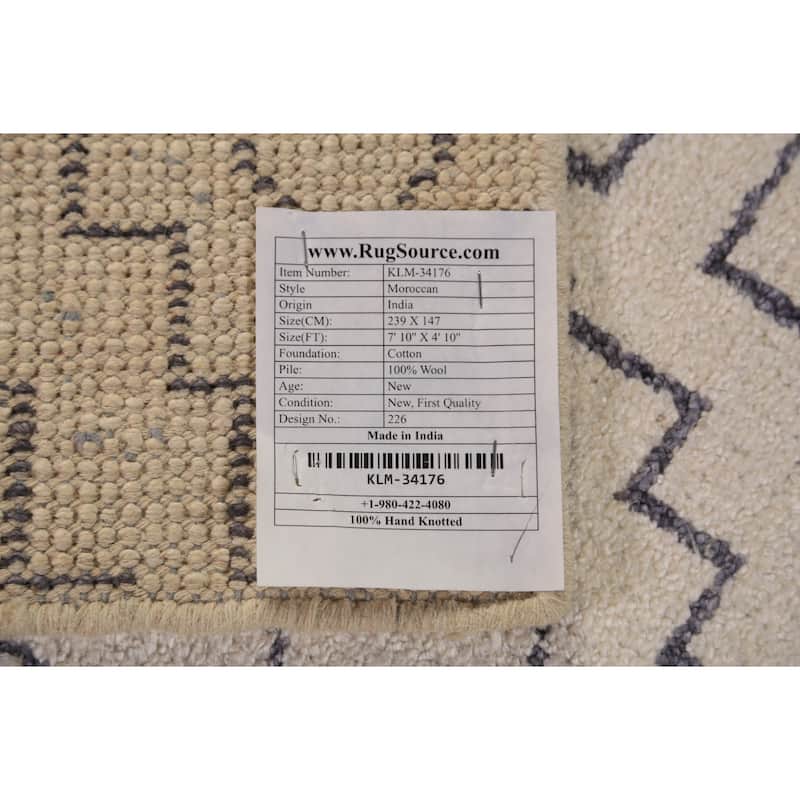 www.RugSource.com
Item Number: KLM-34176
Style Moroccan
Origin India
Size(CM): 239 X 147
Size(FT): 7' 10" X 4' 10"
Foundation: Cotton
Pile: 100% Wool
Age: New
Condition: New, First Quality
Design No.: 226
Made in India
KLM-34176
+1-980-422-4080
100% Hand Knotted